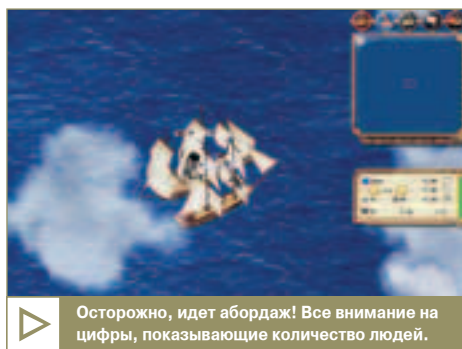 Осторожно, идет абордаж! Все внимание на
цифры, показывающие количество людей.